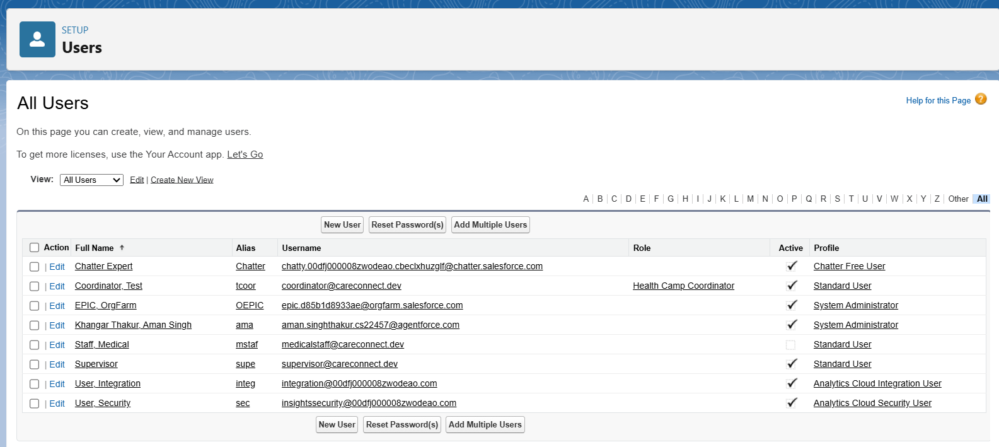 SETUP
Users
All Users
Help for this Page ?
On this page you can create, view, and manage users.
To get more licenses, use the Your Account app. Let's Go
View: All Users Edit | Create New View
A | B | C | D | E | F | G | H | I | J | K | L | M | N | O | P | Q | R | S | T | U | V | W | X | Y | Z | Other | All
New User Reset Password(s) Add Multiple Users
Action Full Name ↑ Alias Username Role Active Profile
| Edit Chatter Expert Chatter chatty.00dfj000008zwodeao.cbeclxhuzglf@chatter.salesforce.com Chatter Free User
| Edit Coordinator, Test tcoor coordinator@careconnect.dev Health Camp Coordinator Standard User
| Edit EPIC, OrgFarm OEPIC epic.d85b1d8933ae@orgfarm.salesforce.com System Administrator
| Edit Khangar Thakur, Aman Singh ama aman.singhthakur.cs22457@agentforce.com System Administrator
| Edit Staff, Medical mstaf medicalstaff@careconnect.dev Standard User
| Edit Supervisor supe supervisor@careconnect.dev Standard User
| Edit User, Integration integ integration@00dfj000008zwodeao.com Analytics Cloud Integration User
| Edit User, Security sec insightssecurity@00dfj000008zwodeao.com Analytics Cloud Security User
New User Reset Password(s) Add Multiple Users